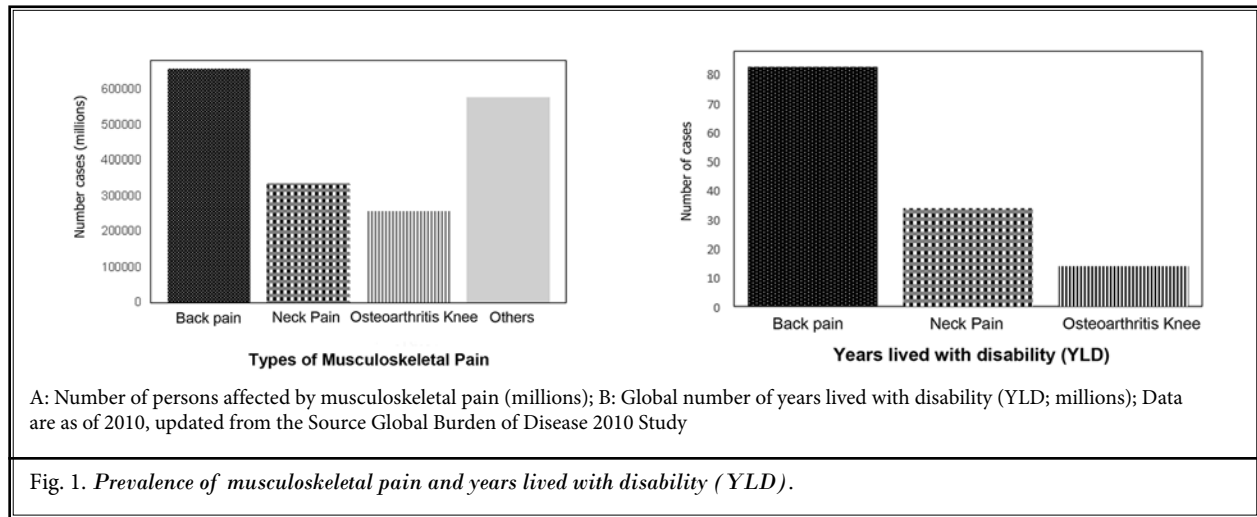 Number cases (millions)
600000
500000
400000
300000
200000
100000
0
Back pain Neck Pain Osteoarthritis Knee Others
Types of Musculoskeletal Pain
Number of cases
80
70
60
50
40
30
20
10
0
Back pain Neck Pain Osteoarthritis Knee
Years lived with disability (YLD)
A: Number of persons affected by musculoskeletal pain (millions); B: Global number of years lived with disability (YLD; millions); Data
are as of 2010, updated from the Source Global Burden of Disease 2010 Study
Fig. 1. Prevalence of musculoskeletal pain and years lived with disability (YLD).